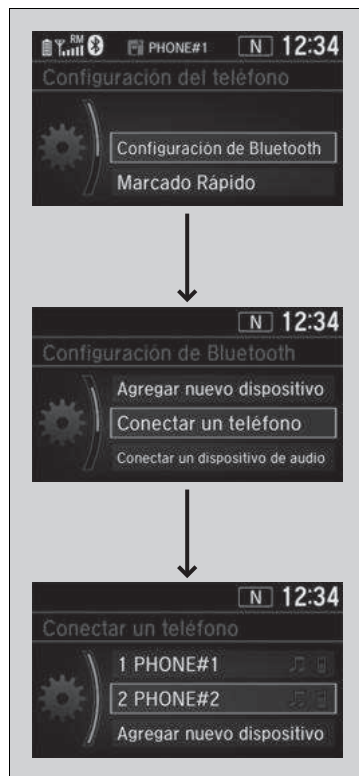 RM PHONE#1 N 12:34
Configuración del teléfono
Configuración de Bluetooth
Marcado Rápido
N 12:34
Configuración de Bluetooth
Agregar nuevo dispositivo
Conectar un teléfono
Conectar un dispositivo de audio
N 12:34
Conectar un teléfono
1 PHONE#1
2 PHONE#2
Agregar nuevo dispositivo